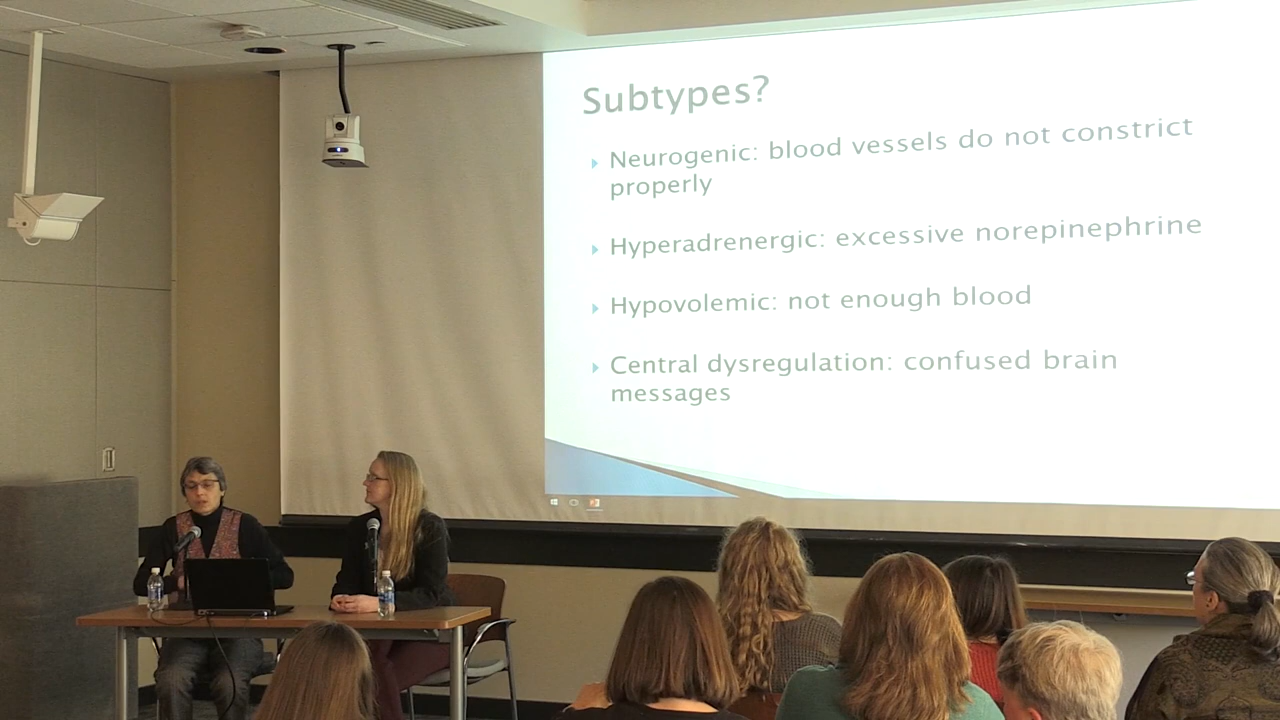 Subtypes?
Neurogenic: blood vessels do not constrict
properly
Hyperadrenergic: excessive norepinephrine
Hypovolemic: not enough blood
Central dysregulation: confused brain
messages